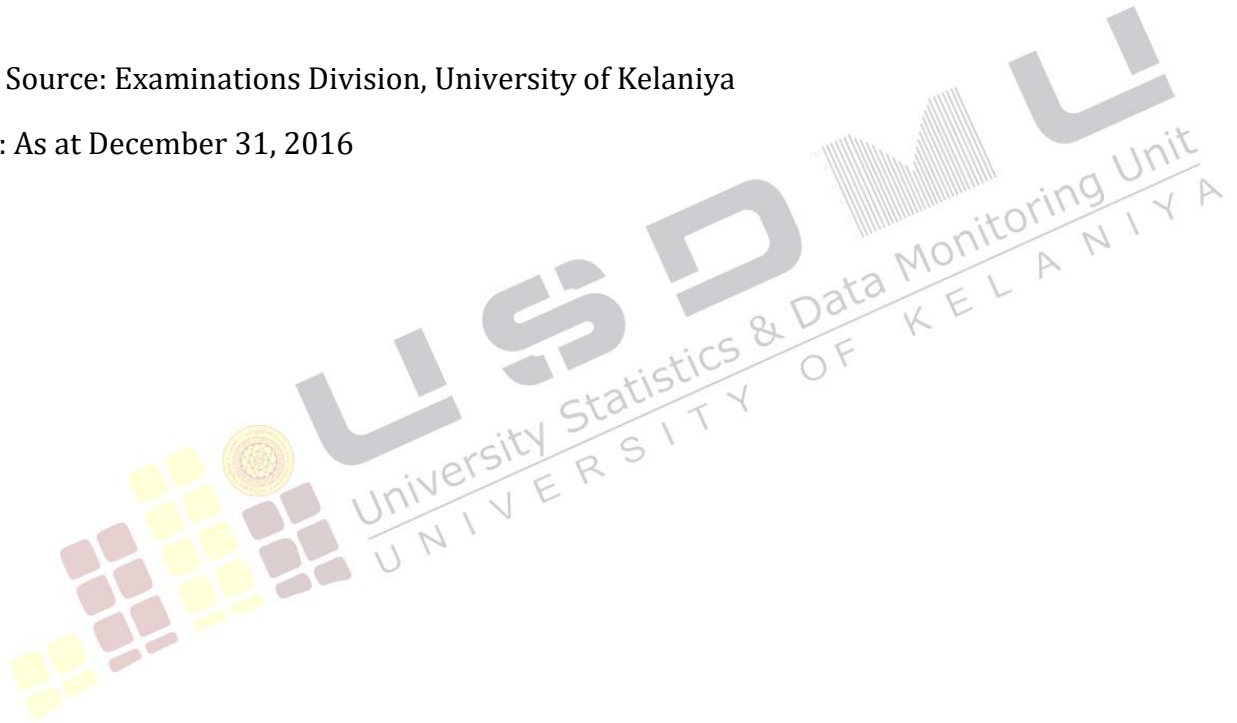 Source: Examinations Division, University of Kelaniya
: As at December 31, 2016
USDMU
University Statistics & Data Monitoring Unit
UNIVERSITY OF KELANIYA